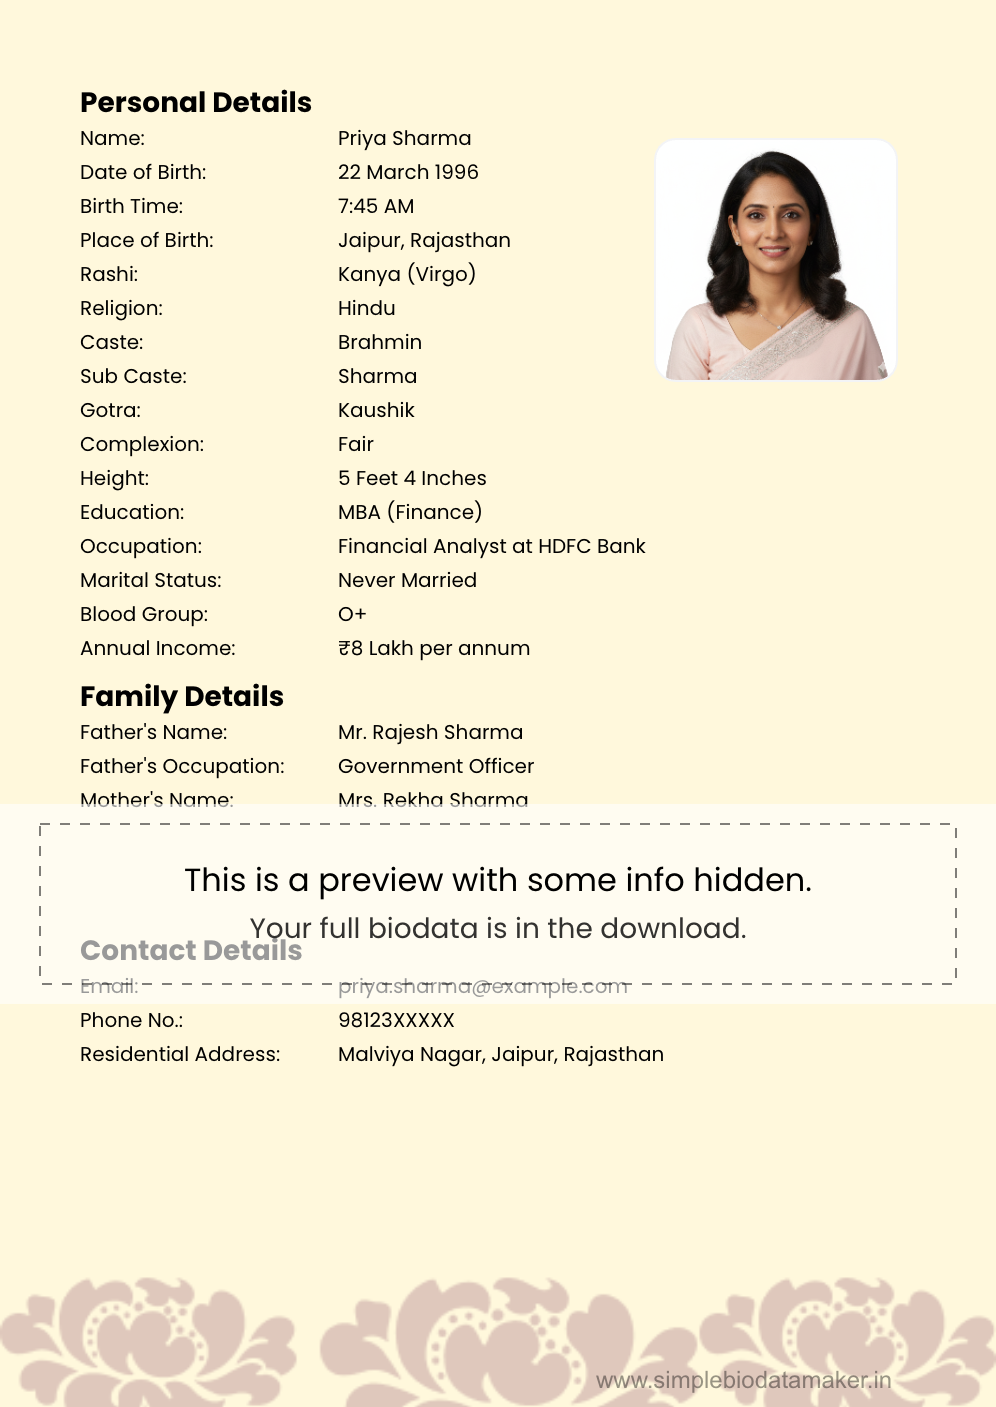 Personal Details
Name: Priya Sharma
Date of Birth: 22 March 1996
Birth Time: 7:45 AM
Place of Birth: Jaipur, Rajasthan
Rashi: Kanya (Virgo)
Religion: Hindu
Caste: Brahmin
Sub Caste: Sharma
Gotra: Kaushik
Complexion: Fair
Height: 5 Feet 4 Inches
Education: MBA (Finance)
Occupation: Financial Analyst at HDFC Bank
Marital Status: Never Married
Blood Group: O+
Annual Income: ₹8 Lakh per annum
Family Details
Father's Name: Mr. Rajesh Sharma
Father's Occupation: Government Officer
Mother's Name: Mrs. Rekha Sharma
This is a preview with some info hidden.
Your full biodata is in the download.
Contact Details
Email: priya.sharma@example.com
Phone No.: 98123XXXXX
Residential Address: Malviya Nagar, Jaipur, Rajasthan
www.simplebiodatamaker.in